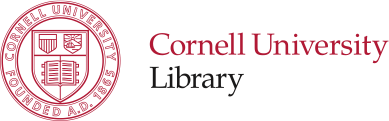 CORNELL UNIVERSITY
FOUNDED A.D. 1865
Cornell University
Library